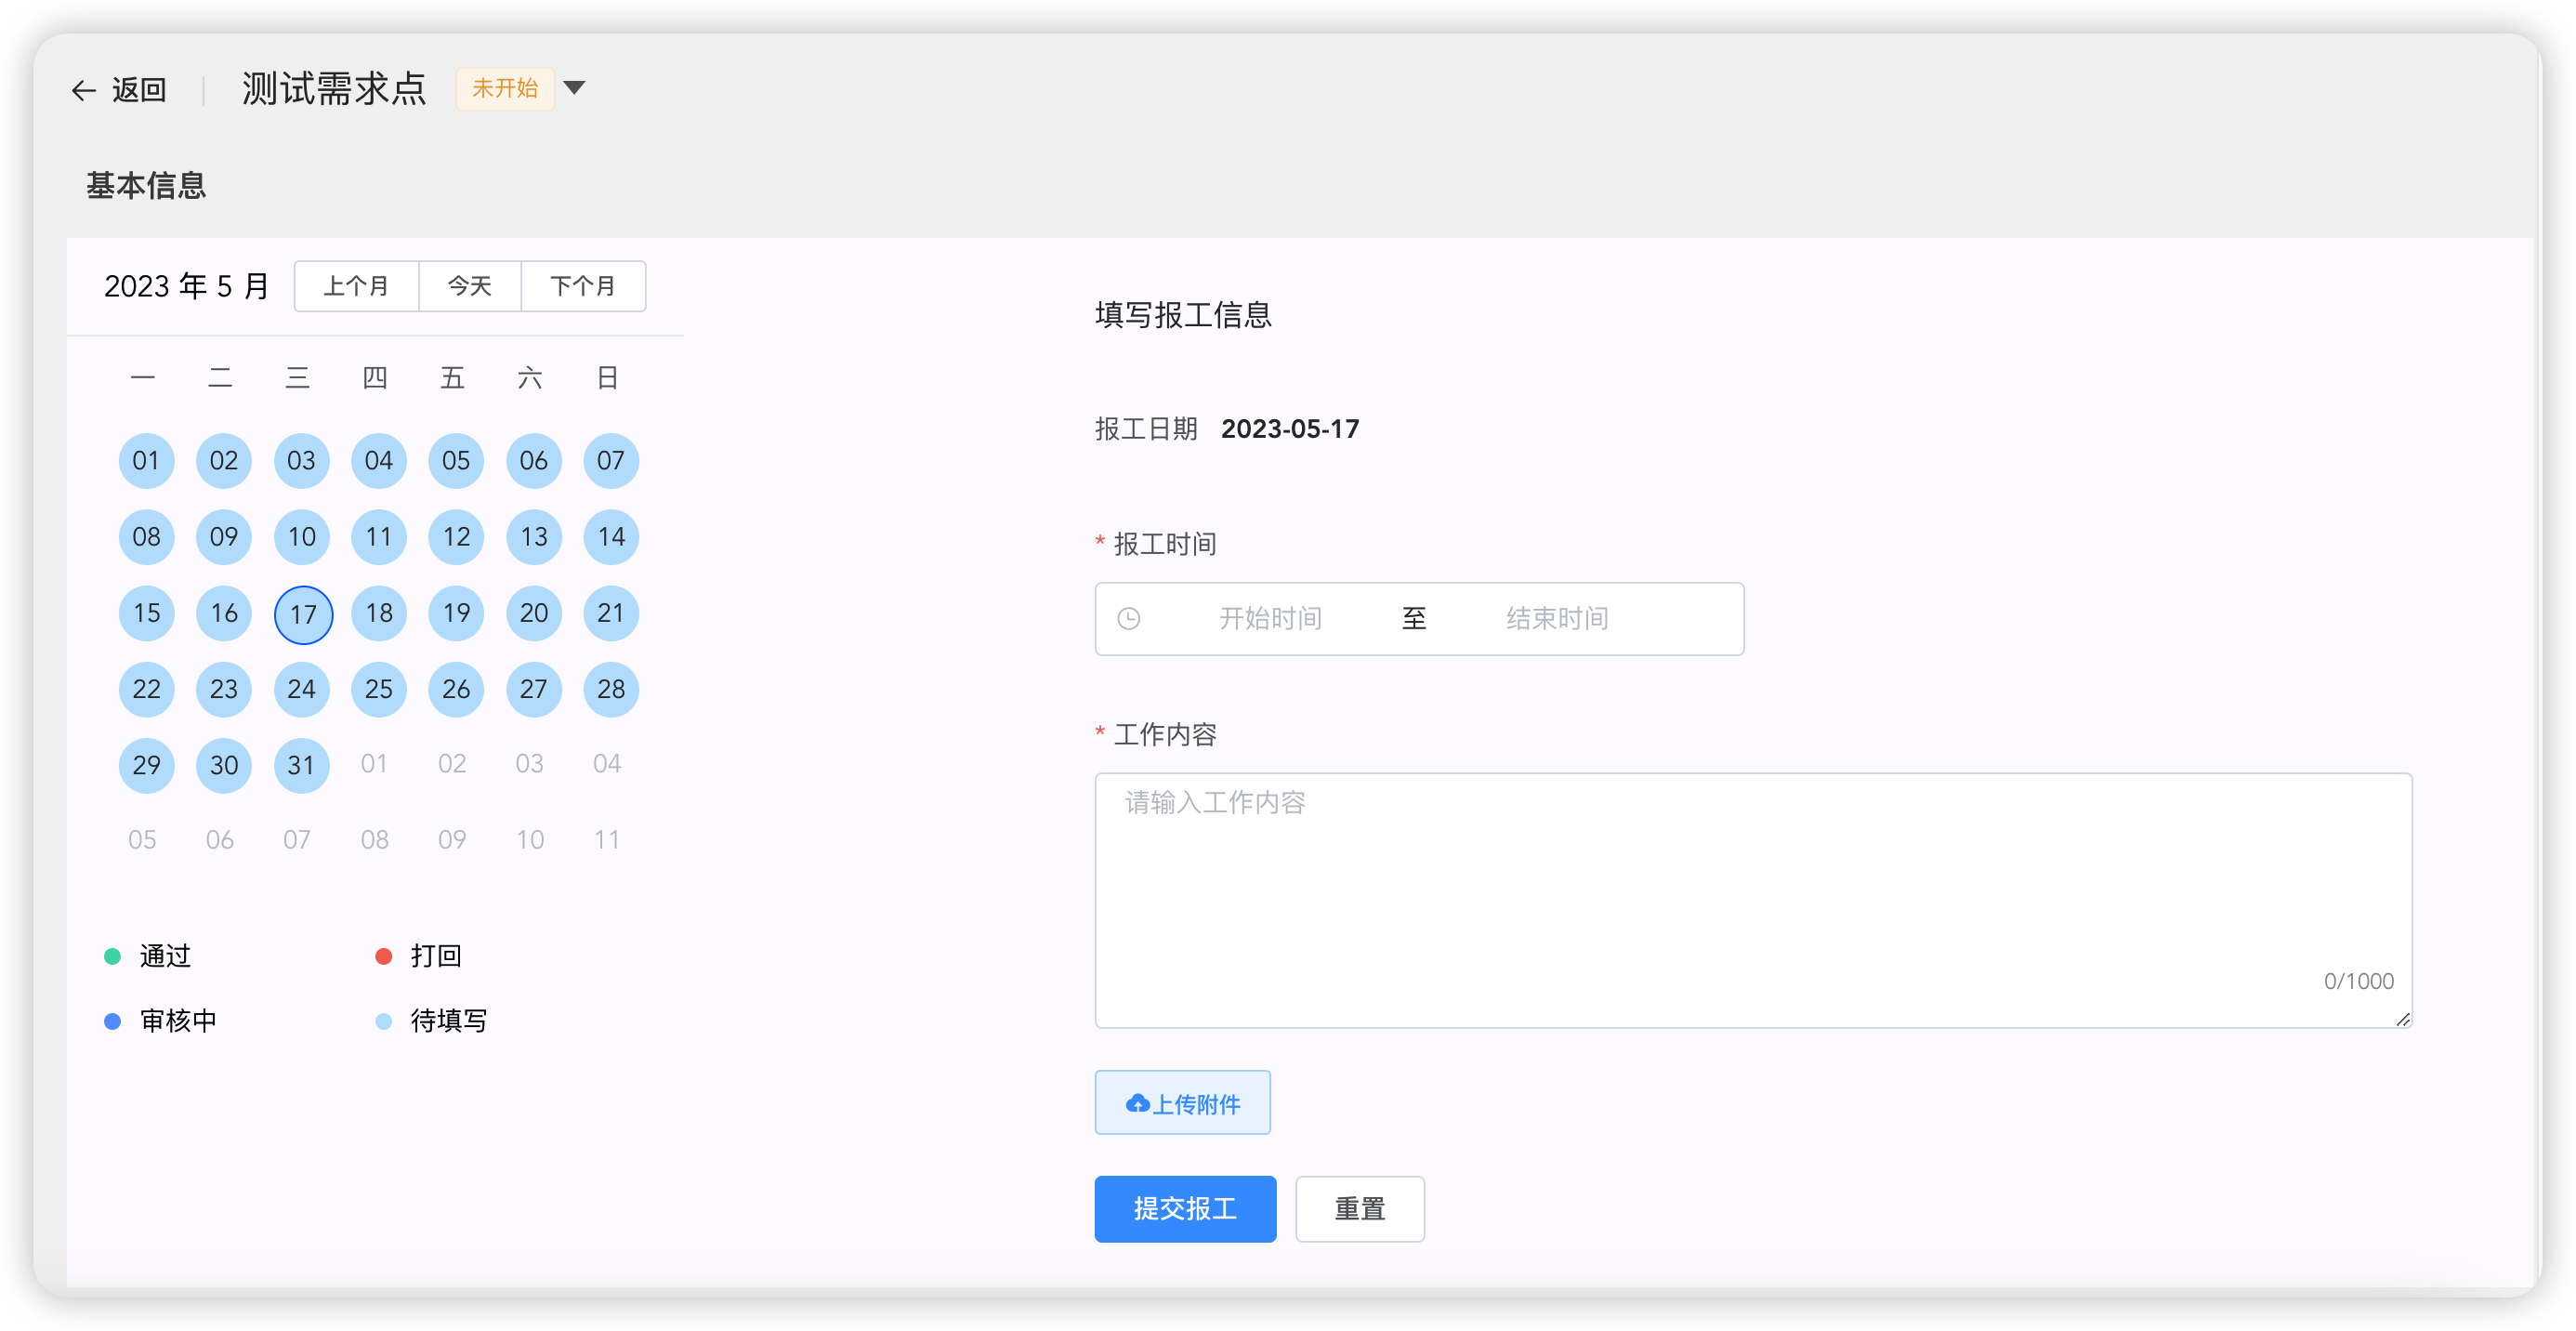 返回 测试需求点 未开始
基本信息
2023 年 5 月 上个月 今天 下个月
一 二 三 四 五 六 日
01 02 03 04 05 06 07
08 09 10 11 12 13 14
15 16 17 18 19 20 21
22 23 24 25 26 27 28
29 30 31 01 02 03 04
05 06 07 08 09 10 11
通过 打回
审核中 待填写
填写报工信息
报工日期 2023-05-17
* 报工时间
开始时间 至 结束时间
* 工作内容
请输入工作内容
0/1000
上传附件
提交报工 重置